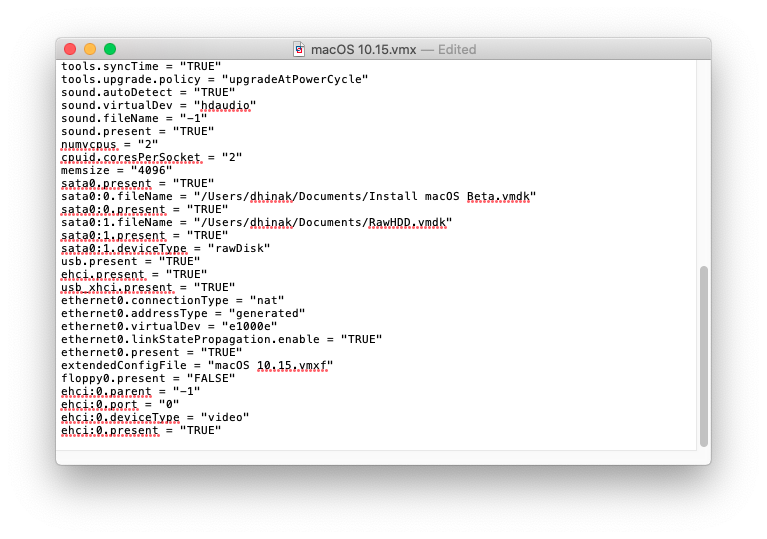 macOS 10.15.vmx — Edited
tools.syncTime = "TRUE"
tools.upgrade.policy = "upgradeAtPowerCycle"
sound.autoDetect = "TRUE"
sound.virtualDev = "hdaudio"
sound.fileName = "-1"
sound.present = "TRUE"
numvcpus = "2"
cpuid.coresPerSocket = "2"
memsize = "4096"
sata0.present = "TRUE"
sata0:0.fileName = "/Users/dhinak/Documents/Install macOS Beta.vmdk"
sata0:0.present = "TRUE"
sata0:1.fileName = "/Users/dhinak/Documents/RawHDD.vmdk"
sata0:1.present = "TRUE"
sata0:1.deviceType = "rawDisk"
usb.present = "TRUE"
ehci.present = "TRUE"
usb_xhci.present = "TRUE"
ethernet0.connectionType = "nat"
ethernet0.addressType = "generated"
ethernet0.virtualDev = "e1000e"
ethernet0.linkStatePropagation.enable = "TRUE"
ethernet0.present = "TRUE"
extendedConfigFile = "macOS 10.15.vmxf"
floppy0.present = "FALSE"
ehci:0.parent = "-1"
ehci:0.port = "0"
ehci:0.deviceType = "video"
ehci:0.present = "TRUE"